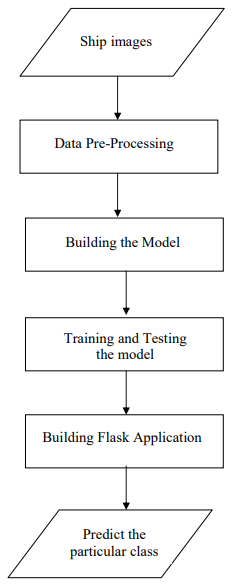 Ship images
Data Pre-Processing
Building the Model
Training and Testing
the model
Building Flask Application
Predict the
particular class